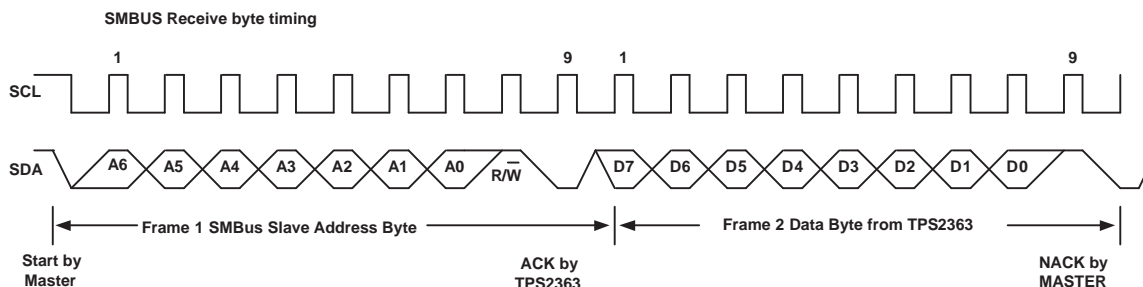 SMBUS Receive byte timing
1 9 1 9
SCL
SDA A6 A5 A4 A3 A2 A1 A0 R/W̅ D7 D6 D5 D4 D3 D2 D1 D0
Frame 1 SMBus Slave Address Byte Frame 2 Data Byte from TPS2363
Start by Master
ACK by TPS2363
NACK by MASTER